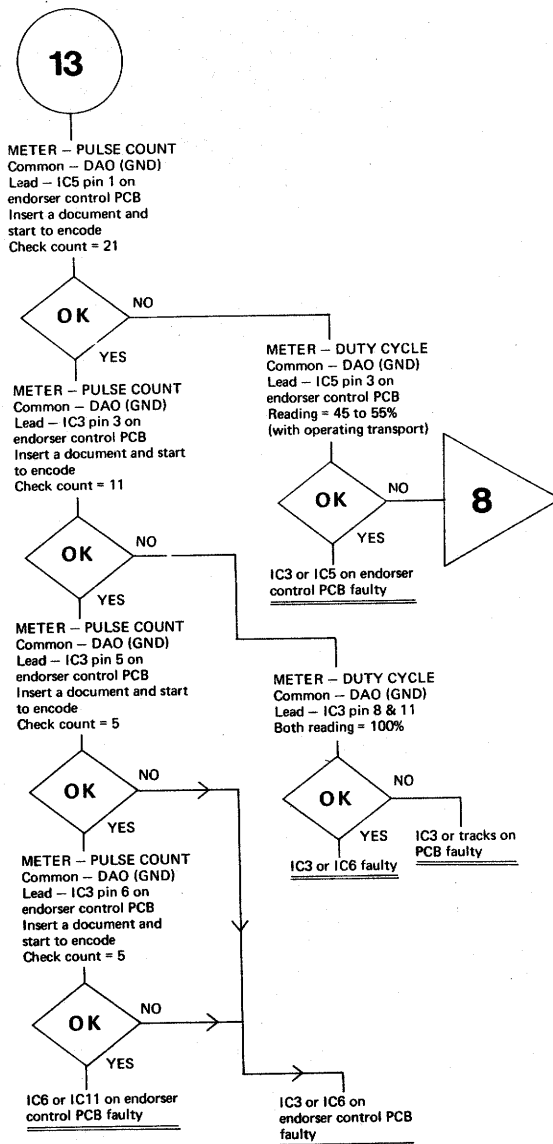 13
METER – PULSE COUNT
Common – DAO (GND)
Lead – IC5 pin 1 on
endorser control PCB
Insert a document and
start to encode
Check count = 21
OK
NO
YES
METER – DUTY CYCLE
Common – DAO (GND)
Lead – IC5 pin 3 on
endorser control PCB
Reading = 45 to 55%
(with operating transport)
OK
NO
8
YES
IC3 or IC5 on endorser
control PCB faulty
METER – PULSE COUNT
Common – DAO (GND)
Lead – IC3 pin 3 on
endorser control PCB
Insert a document and start
to encode
Check count = 11
OK
NO
YES
METER – DUTY CYCLE
Common – DAO (GND)
Lead – IC3 pin 8 & 11
Both reading = 100%
OK
NO
YES
IC3 or tracks on
PCB faulty
IC3 or IC6 faulty
METER – PULSE COUNT
Common – DAO (GND)
Lead – IC3 pin 5 on
endorser control PCB
Insert a document and start
to encode
Check count = 5
OK
NO
YES
METER – PULSE COUNT
Common – DAO (GND)
Lead – IC3 pin 6 on
endorser control PCB
Insert a document and
start to encode
Check count = 5
OK
NO
YES
IC6 or IC11 on endorser
control PCB faulty
IC3 or IC6 on
endorser control PCB
faulty